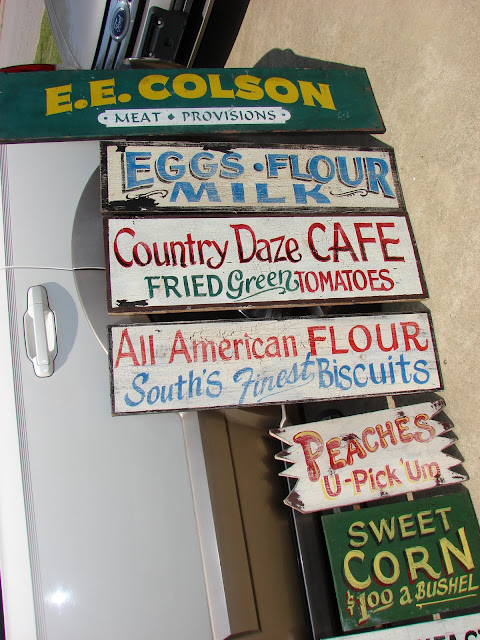 Ford
E.E. COLSON
MEAT • PROVISIONS
EGGS • FLOUR
MILK
Country Daze CAFE
FRIED Green TOMATOES
All American FLOUR
South's Finest Biscuits
PEACHES
U-Pick'Um
SWEET
CORN
$1.00 a BUSHEL